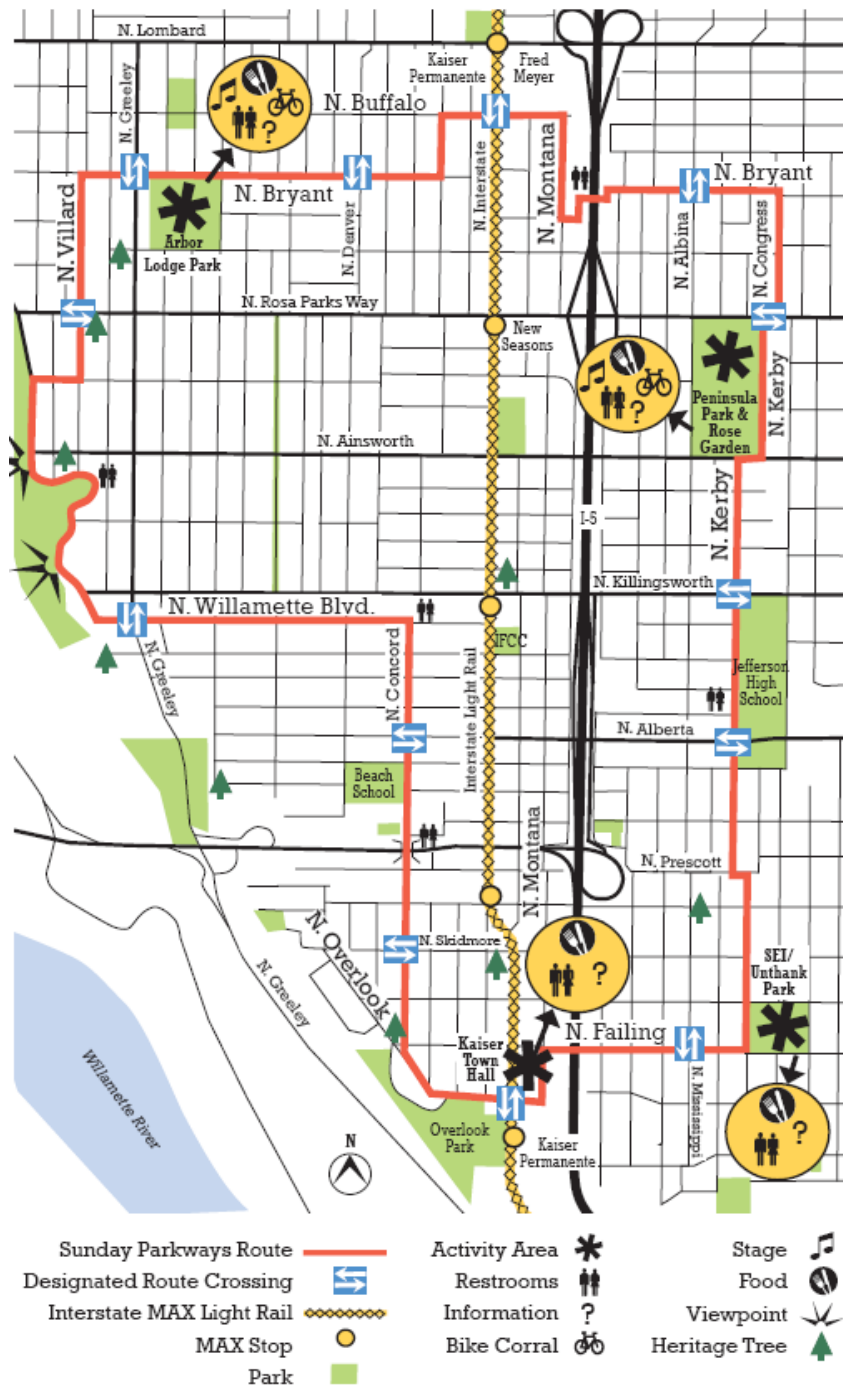 N. Lombard
Kaiser
Permanente
Fred
Meyer
N. Greeley
N. Buffalo
?
N. Interstate
N. Montana
N. Bryant
N. Bryant
N. Villard
N. Denver
N. Albina
N. Congress
Arbor
Lodge Park
N. Rosa Parks Way
New
Seasons
?
Peninsula
Park &
Rose
Garden
N. Kerby
N. Ainsworth
N. Kerby
I-5
N. Killingsworth
N. Willamette Blvd.
IFCC
N. Greeley
N. Concord
Interstate Light Rail
Jefferson
High
School
N. Alberta
Beach
School
N. Montana
N. Prescott
N. Overlook
N. Skidmore
?
SEI/
Unthank
Park
N. Greeley
Kaiser
Town
Hall
N. Failing
N. Mississippi
Willamette River
Overlook
Park
Kaiser
Permanente
?
N
Sunday Parkways Route
Designated Route Crossing
Interstate MAX Light Rail
MAX Stop
Park
Activity Area
Restrooms
Information ?
Bike Corral
Stage
Food
Viewpoint
Heritage Tree